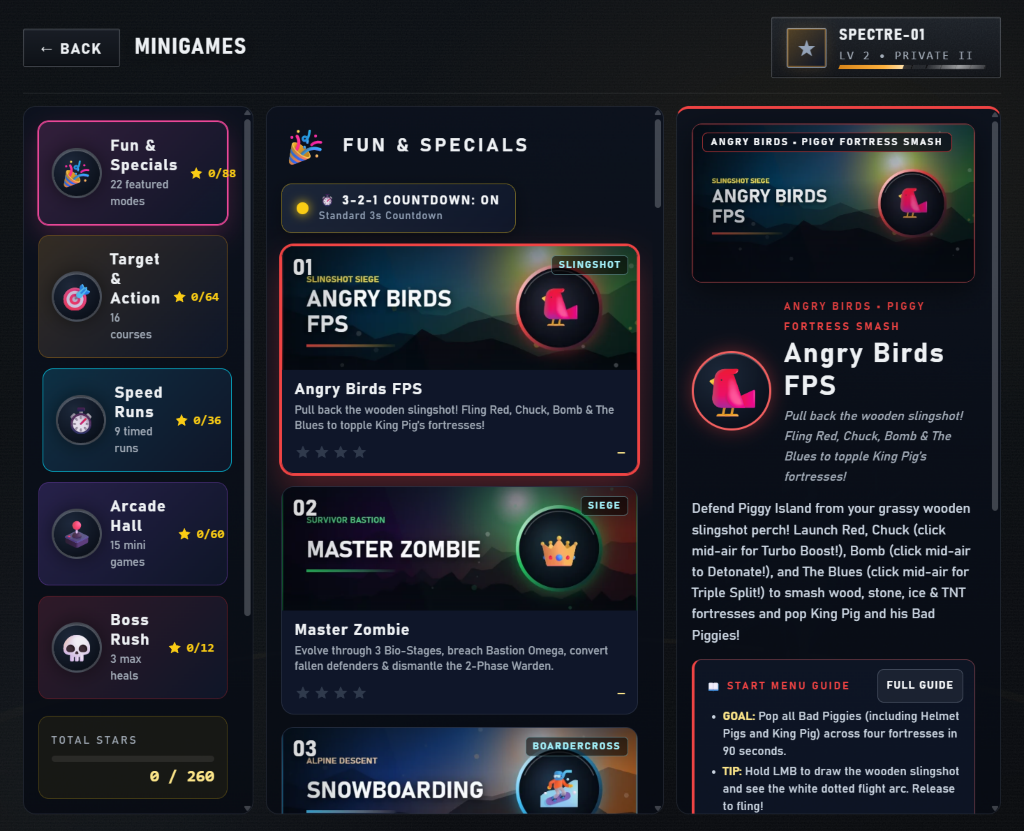 ← BACK
MINIGAMES
SPECTRE-01
LV 2 • PRIVATE II
Fun &
Specials
22 featured
modes
0/88
Target
&
Action
16
courses
0/64
Speed
Runs
9 timed
runs
0/36
Arcade
Hall
15 mini
games
0/60
Boss
Rush
3 max
heals
0/12
TOTAL STARS
0 / 260
FUN & SPECIALS
3-2-1 COUNTDOWN: ON
Standard 3s Countdown
01
SLINGSHOT
SLINGSHOT SIEGE
ANGRY BIRDS
FPS
Angry Birds FPS
Pull back the wooden slingshot! Fling Red, Chuck, Bomb & The
Blues to topple King Pig's fortresses!
–
02
SIEGE
SURVIVOR BASTION
MASTER ZOMBIE
Master Zombie
Evolve through 3 Bio-Stages, breach Bastion Omega, convert
fallen defenders & dismantle the 2-Phase Warden.
–
03
BOARDERCROSS
ALPINE DESCENT
SNOWBOARDING
ANGRY BIRDS • PIGGY FORTRESS SMASH
SLINGSHOT SIEGE
ANGRY BIRDS
FPS
ANGRY BIRDS • PIGGY
FORTRESS SMASH
Angry Birds
FPS
Pull back the wooden slingshot!
Fling Red, Chuck, Bomb & The
Blues to topple King Pig's
fortresses!
Defend Piggy Island from your grassy wooden
slingshot perch! Launch Red, Chuck (click
mid-air for Turbo Boost!), Bomb (click mid-air
to Detonate!), and The Blues (click mid-air for
Triple Split!) to smash wood, stone, ice & TNT
fortresses and pop King Pig and his Bad
Piggies!
START MENU GUIDE
FULL GUIDE
• GOAL: Pop all Bad Piggies (including Helmet
Pigs and King Pig) across four fortresses in
90 seconds.
• TIP: Hold LMB to draw the wooden slingshot
and see the white dotted flight arc. Release
to fling!